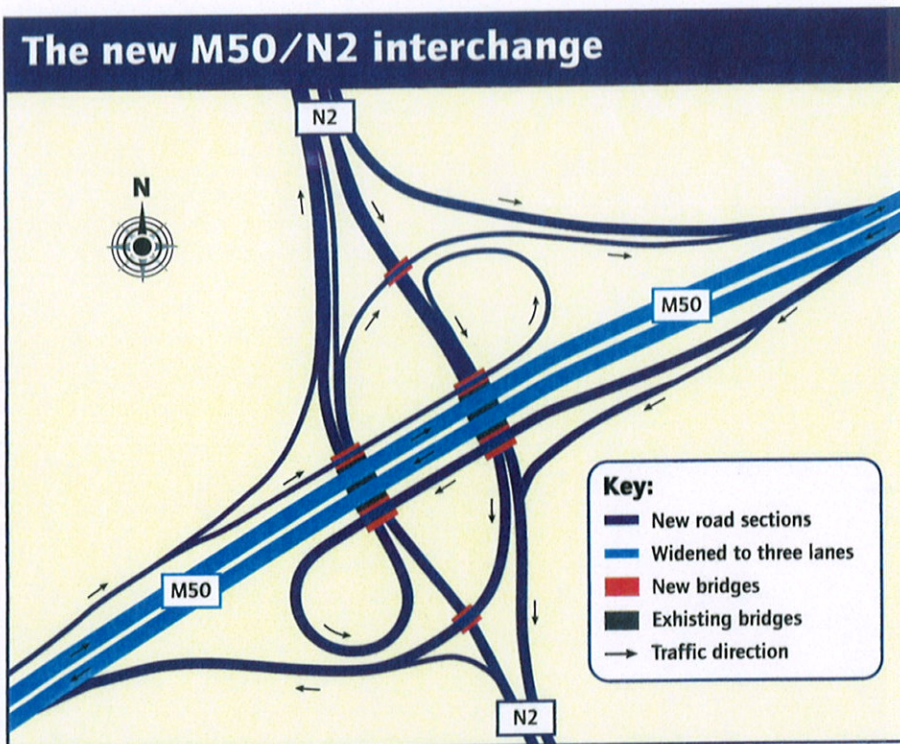 The new M50/N2 interchange
N2
N
M50
M50
Key:
New road sections
Widened to three lanes
New bridges
Exhisting bridges
Traffic direction
N2